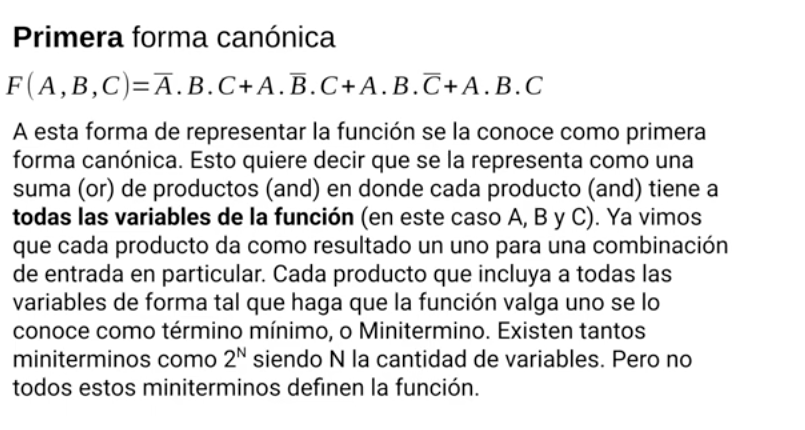 Primera forma canónica
F(A,B,C)=A̅.B.C+A.B̅.C+A.B.C̅+A.B.C
A esta forma de representar la función se la conoce como primera
forma canónica. Esto quiere decir que se la representa como una
suma (or) de productos (and) en donde cada producto (and) tiene a
todas las variables de la función (en este caso A, B y C). Ya vimos
que cada producto da como resultado un uno para una combinación
de entrada en particular. Cada producto que incluya a todas las
variables de forma tal que haga que la función valga uno se lo
conoce como término mínimo, o Minitermino. Existen tantos
miniterminos como 2ᴺ siendo N la cantidad de variables. Pero no
todos estos miniterminos definen la función.